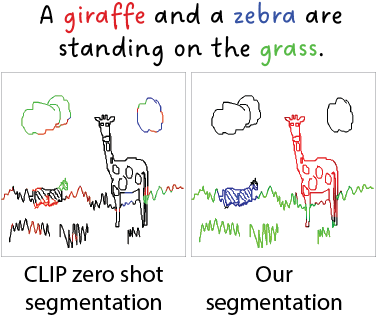 A giraffe and a zebra are
standing on the grass.
CLIP zero shot
segmentation
Our
segmentation